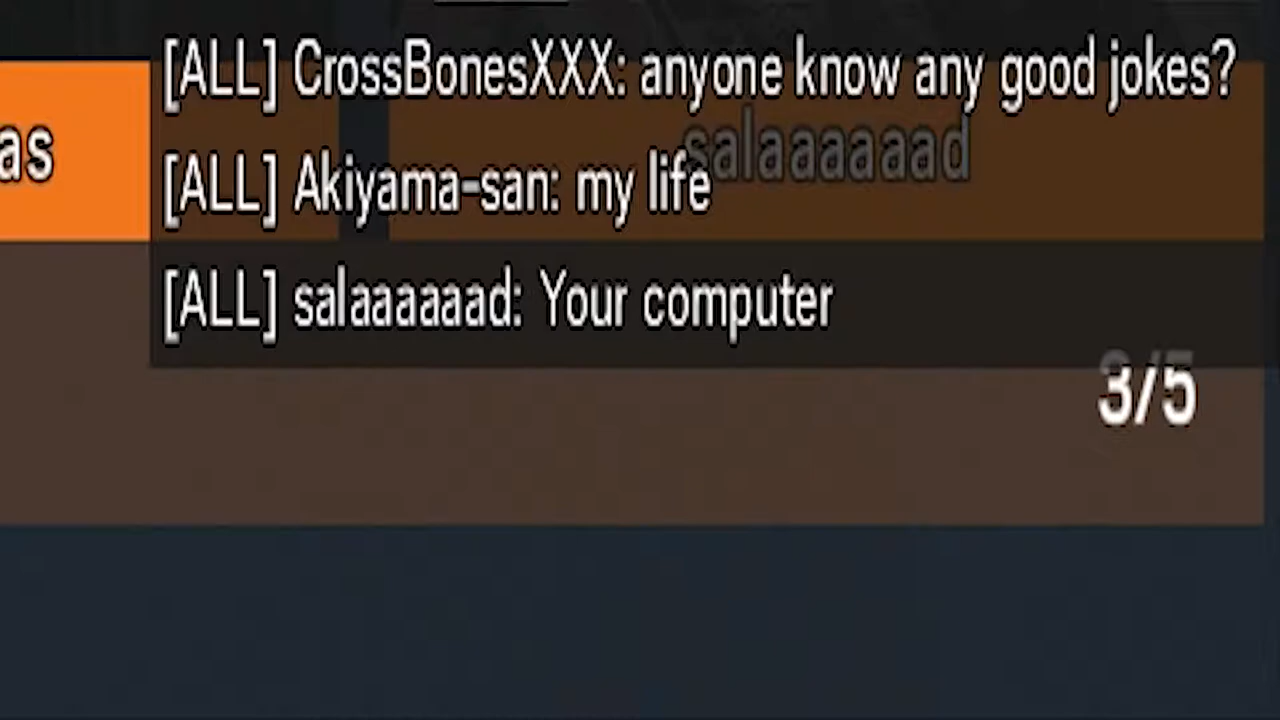 [ALL] CrossBonesXXX: anyone know any good jokes?
as
salaaaaaad
[ALL] Akiyama-san: my life
[ALL] salaaaaaad: Your computer
3/5